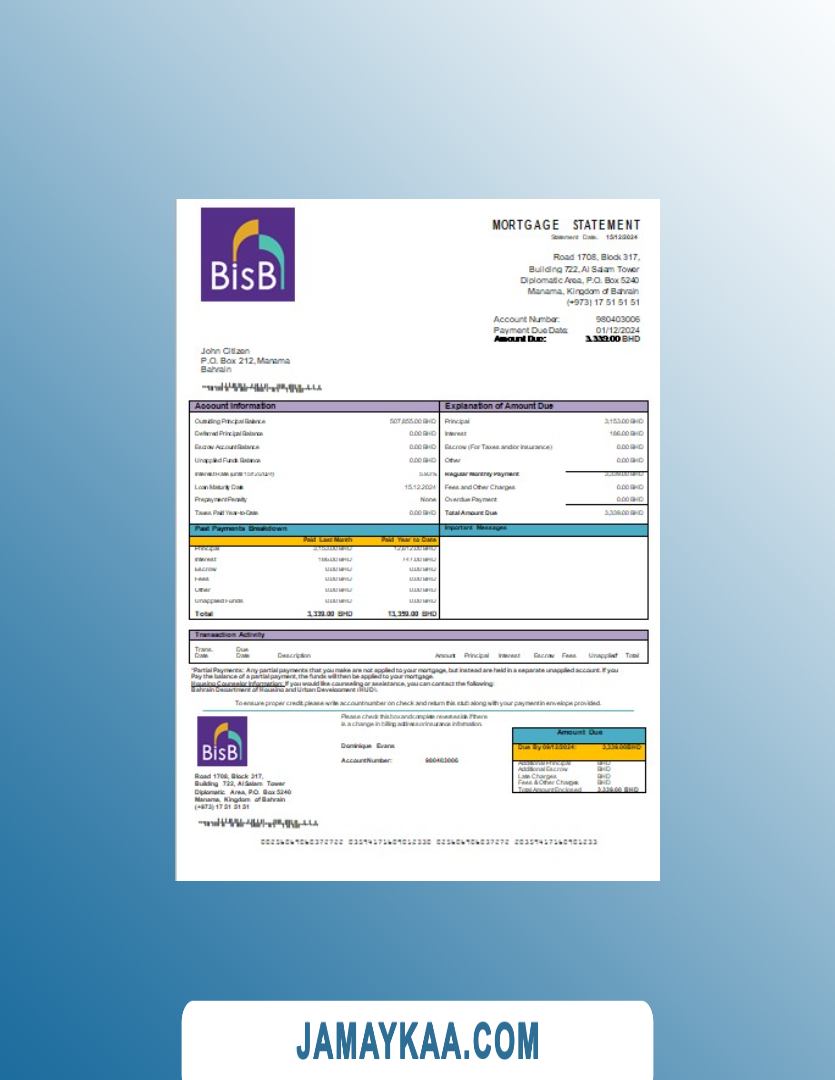 BisB
MORTGAGE STATEMENT
Statement Date: 15/12/2024
Road 1708, Block 317,
Building 722, Al Salam Tower
Diplomatic Area, P.O. Box 5240
Manama, Kingdom of Bahrain
(+973) 17 51 51 51
Account Number: 980403006
Payment Due Date: 01/12/2024
Amount Due: 3,339.00 BHD
John Citizen
P.O. Box 212, Manama
Bahrain
Account Information
Outstding Principal Balance 507,855.00 BHD
Deferred Principal Balance 0.00 BHD
Escrow Account Balance 0.00 BHD
Unapplied Funds Balance 0.00 BHD
Interest Rate (Until
Loan Maturity Date 15.12.2024
Prepayment Penalty None
Taxes Paid Year-to-Date 0.00 BHD
Explanation of Amount Due
Principal 3,153.00 BHD
Interest 186.00 BHD
Escrow (For Taxes and/or Insurance) 0.00 BHD
Other 0.00 BHD
Regular Monthly Payment 3,339.00 BHD
Fees and Other Charges 0.00 BHD
Overdue Payment 0.00 BHD
Total Amount Due 3,339.00 BHD
Past Payments Breakdown
Paid Last Month Paid Year to Date
Principal 3,153.00 BHD 12,612.00 BHD
Interest 186.00 BHD 747.00 BHD
Escrow 0.00 BHD 0.00 BHD
Fees 0.00 BHD 0.00 BHD
Other 0.00 BHD 0.00 BHD
Unapplied Funds 0.00 BHD 0.00 BHD
Total 3,339.00 BHD 13,359.00 BHD
Important Messages
Transaction Activity
Trans. Date Due Date Description Amount Principal Interest Escrow Fees Unapplied Total
*Partial Payments: Any partial payments that you make are not applied to your mortgage, but instead are held in a separate unapplied account. If you
Pay the balance of a partial payment, the funds will then be applied to your mortgage.
Housing Counselor Information: If you would like counseling or assistance, you can contact the following:
Bahrain Department of Housing and Urban Development (HUD):
To ensure proper credit, please write account number on check and return this stub along with your payment in envelope provided.
BisB
Please check this box and complete reverse side if there
is a change in billing address or insurance information.
Dominique Evans
Account Number: 980403006
Road 1708, Block 317,
Building 722, Al Salam Tower
Diplomatic Area, P.O. Box 5240
Manama, Kingdom of Bahrain
(+973) 17 51 51 51
Amount Due
Due By 09/12/2024: 3,339.00BHD
Additional Principal BHD
Additional Escrow BHD
Late Charges BHD
Fees & Other Charges BHD
Total Amount Enclosed 3,339.00 BHD
JAMAYKAA.COM